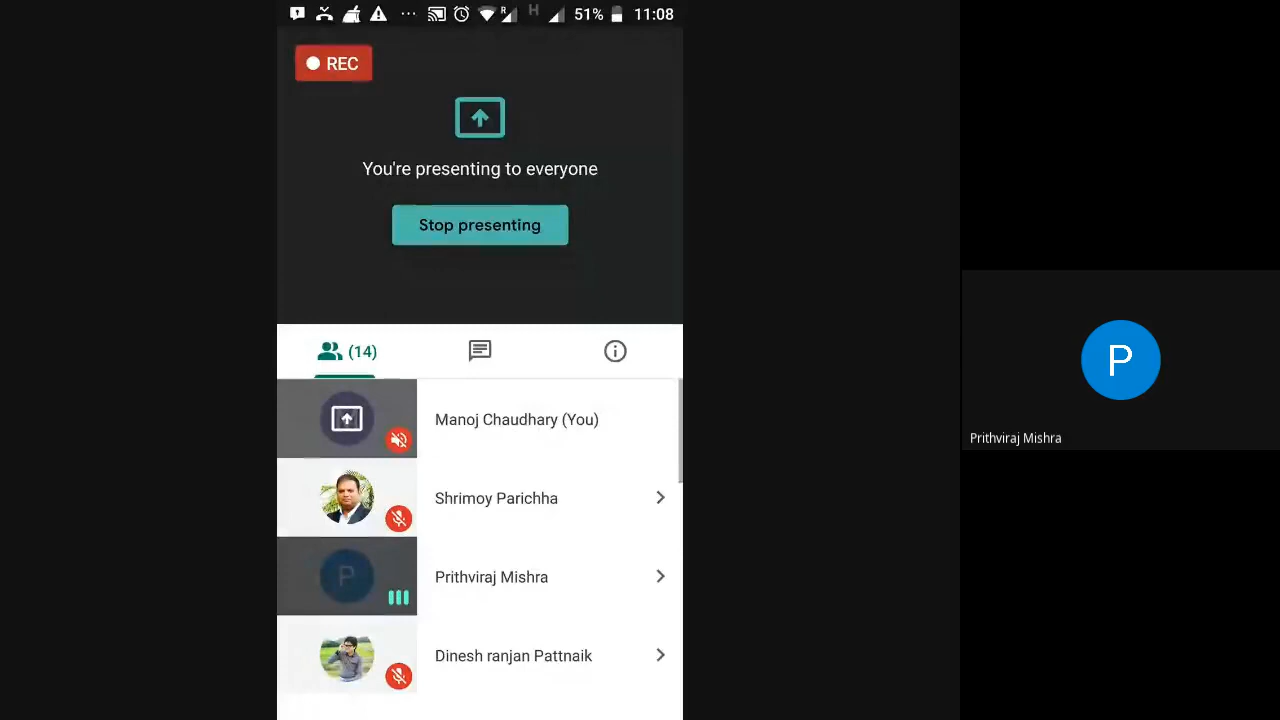 R H 51% 11:08
REC
You're presenting to everyone
Stop presenting
(14)
Manoj Chaudhary (You)
Shrimoy Parichha
P
Prithviraj Mishra
Dinesh ranjan Pattnaik
P
Prithviraj Mishra